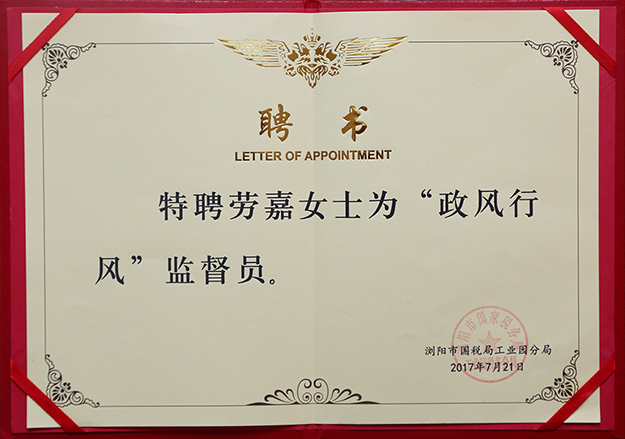 聘书
LETTER OF APPOINTMENT
特聘劳嘉女士为“政风行
风”监督员。
浏阳市国税局工业园分局
2017年7月21日